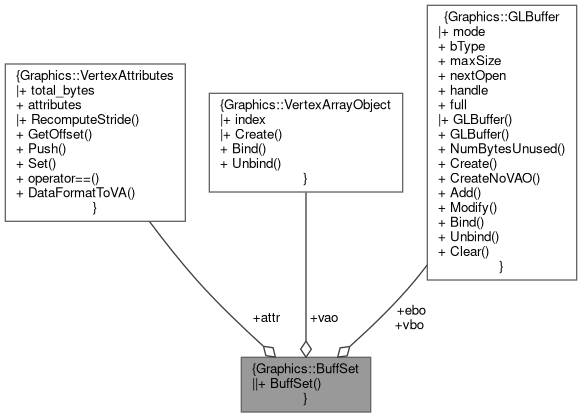 {Graphics::VertexAttributes
|+ total_bytes
+ attributes
|+ RecomputeStride()
+ GetOffset()
+ Push()
+ Set()
+ operator==()
+ DataFormatToVA()
}
{Graphics::VertexArrayObject
|+ index
|+ Create()
+ Bind()
+ Unbind()
}
{Graphics::GLBuffer
|+ mode
+ bType
+ maxSize
+ nextOpen
+ handle
+ full
|+ GLBuffer()
+ GLBuffer()
+ NumBytesUnused()
+ Create()
+ CreateNoVAO()
+ Add()
+ Modify()
+ Bind()
+ Unbind()
+ Clear()
}
+attr
+vao
+ebo
+vbo
{Graphics::BuffSet
||+ BuffSet()
}